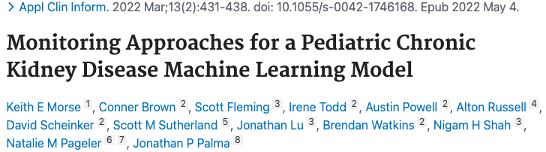 > Appl Clin Inform. 2022 Mar;13(2):431-438. doi: 10.1055/s-0042-1746168. Epub 2022 May 4.
Monitoring Approaches for a Pediatric Chronic
Kidney Disease Machine Learning Model
Keith E Morse 1, Conner Brown 2, Scott Fleming 3, Irene Todd 2, Austin Powell 2, Alton Russell 4,
David Scheinker 2, Scott M Sutherland 5, Jonathan Lu 3, Brendan Watkins 2, Nigam H Shah 3,
Natalie M Pageler 6 7, Jonathan P Palma 8